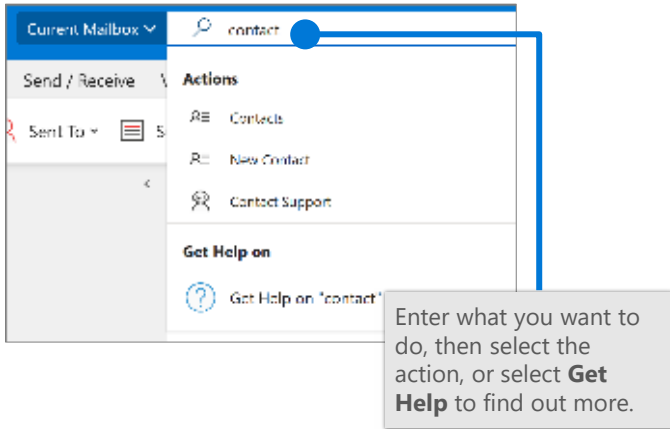 Current Mailbox
contact
Send / Receive
Actions
Sent To
Contacts
New Contact
Contact Support
Get Help on
Get Help on "contact"
Enter what you want to
do, then select the
action, or select Get
Help to find out more.